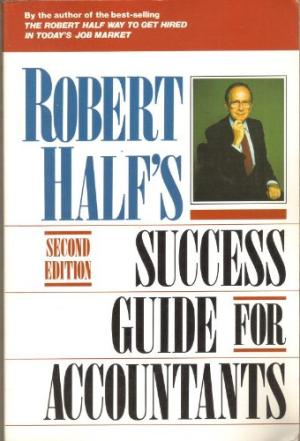 By the author of the best-selling
THE ROBERT HALF WAY TO GET HIRED
IN TODAY'S JOB MARKET
ROBERT
HALF'S
SECOND
EDITION
SUCCESS
GUIDE FOR
ACCOUNTANTS